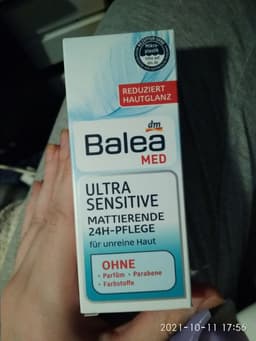 REDUZIERT
HAUTGLANZ
dm
Balea
MED
ULTRA
SENSITIVE
MATTIERENDE
24H-PFLEGE
für unreine Haut
OHNE
• Parfüm • Parabene
• Farbstoffe
2021-10-11 17:56